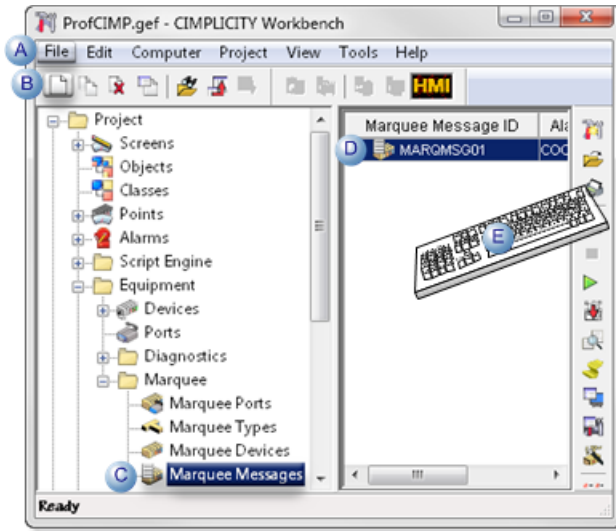 ProfCIMP.gef - CIMPLICITY Workbench
A File Edit Computer Project View Tools Help
B HMI
Project
Screens
Objects
Classes
Points
Alarms
Script Engine
Equipment
Devices
Ports
Diagnostics
Marquee
Marquee Ports
Marquee Types
Marquee Devices
C Marquee Messages
Marquee Message ID Ala
D MARQMSG01 COO
E
Ready